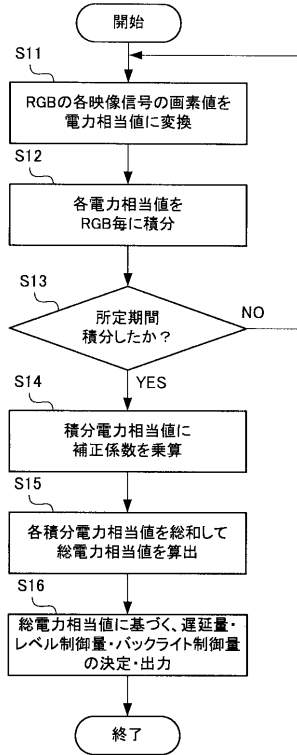 開始
S11
RGBの各映像信号の画素値を
電力相当値に変換
S12
各電力相当値を
RGB毎に積分
S13
所定期間
積分したか？
NO
YES
S14
積分電力相当値に
補正係数を乗算
S15
各積分電力相当値を総和して
総電力相当値を算出
S16
総電力相当値に基づく、遅延量・
レベル制御量・バックライト制御量
の決定・出力
終了